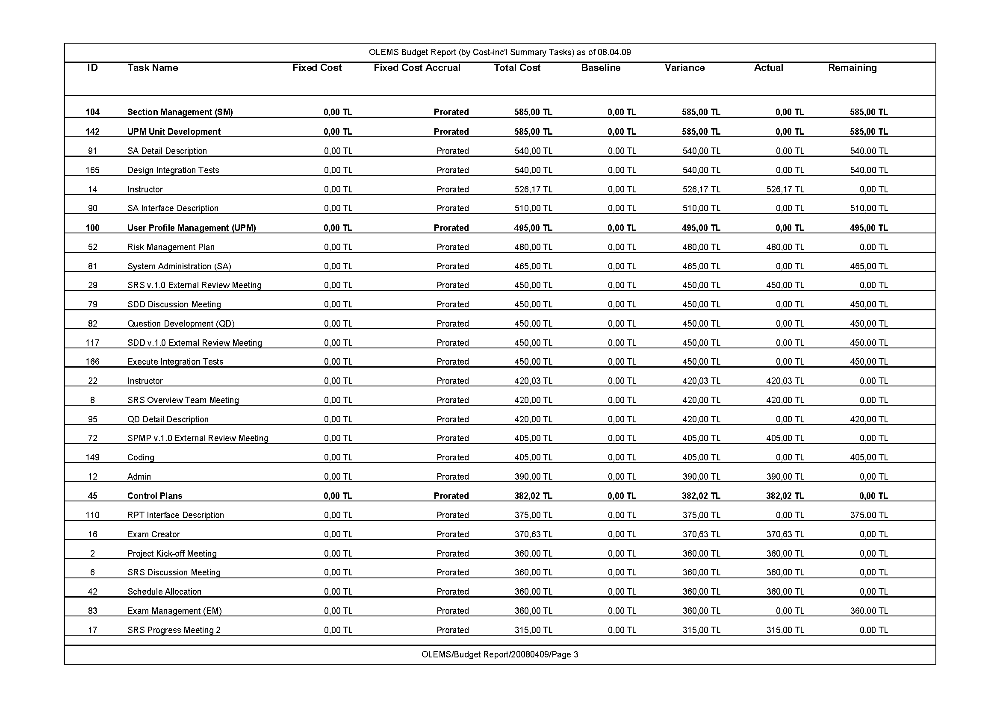 OLEMS Budget Report (by Cost-inc'l Summary Tasks) as of 08.04.09
ID Task Name Fixed Cost Fixed Cost Accrual Total Cost Baseline Variance Actual Remaining
104 Section Management (SM) 0,00 TL Prorated 585,00 TL 0,00 TL 585,00 TL 0,00 TL 585,00 TL
142 UPM Unit Development 0,00 TL Prorated 585,00 TL 0,00 TL 585,00 TL 0,00 TL 585,00 TL
91 SA Detail Description 0,00 TL Prorated 540,00 TL 0,00 TL 540,00 TL 0,00 TL 540,00 TL
165 Design Integration Tests 0,00 TL Prorated 540,00 TL 0,00 TL 540,00 TL 0,00 TL 540,00 TL
14 Instructor 0,00 TL Prorated 526,17 TL 0,00 TL 526,17 TL 526,17 TL 0,00 TL
90 SA Interface Description 0,00 TL Prorated 510,00 TL 0,00 TL 510,00 TL 0,00 TL 510,00 TL
100 User Profile Management (UPM) 0,00 TL Prorated 495,00 TL 0,00 TL 495,00 TL 0,00 TL 495,00 TL
52 Risk Management Plan 0,00 TL Prorated 480,00 TL 0,00 TL 480,00 TL 480,00 TL 0,00 TL
81 System Administration (SA) 0,00 TL Prorated 465,00 TL 0,00 TL 465,00 TL 0,00 TL 465,00 TL
29 SRS v.1.0 External Review Meeting 0,00 TL Prorated 450,00 TL 0,00 TL 450,00 TL 450,00 TL 0,00 TL
79 SDD Discussion Meeting 0,00 TL Prorated 450,00 TL 0,00 TL 450,00 TL 0,00 TL 450,00 TL
82 Question Development (QD) 0,00 TL Prorated 450,00 TL 0,00 TL 450,00 TL 0,00 TL 450,00 TL
117 SDD v.1.0 External Review Meeting 0,00 TL Prorated 450,00 TL 0,00 TL 450,00 TL 0,00 TL 450,00 TL
166 Execute Integration Tests 0,00 TL Prorated 450,00 TL 0,00 TL 450,00 TL 0,00 TL 450,00 TL
22 Instructor 0,00 TL Prorated 420,03 TL 0,00 TL 420,03 TL 420,03 TL 0,00 TL
8 SRS Overview Team Meeting 0,00 TL Prorated 420,00 TL 0,00 TL 420,00 TL 420,00 TL 0,00 TL
95 QD Detail Description 0,00 TL Prorated 420,00 TL 0,00 TL 420,00 TL 0,00 TL 420,00 TL
72 SPMP v.1.0 External Review Meeting 0,00 TL Prorated 405,00 TL 0,00 TL 405,00 TL 405,00 TL 0,00 TL
149 Coding 0,00 TL Prorated 405,00 TL 0,00 TL 405,00 TL 0,00 TL 405,00 TL
12 Admin 0,00 TL Prorated 390,00 TL 0,00 TL 390,00 TL 390,00 TL 0,00 TL
45 Control Plans 0,00 TL Prorated 382,02 TL 0,00 TL 382,02 TL 382,02 TL 0,00 TL
110 RPT Interface Description 0,00 TL Prorated 375,00 TL 0,00 TL 375,00 TL 0,00 TL 375,00 TL
16 Exam Creator 0,00 TL Prorated 370,63 TL 0,00 TL 370,63 TL 370,63 TL 0,00 TL
2 Project Kick-off Meeting 0,00 TL Prorated 360,00 TL 0,00 TL 360,00 TL 360,00 TL 0,00 TL
6 SRS Discussion Meeting 0,00 TL Prorated 360,00 TL 0,00 TL 360,00 TL 360,00 TL 0,00 TL
42 Schedule Allocation 0,00 TL Prorated 360,00 TL 0,00 TL 360,00 TL 360,00 TL 0,00 TL
83 Exam Management (EM) 0,00 TL Prorated 360,00 TL 0,00 TL 360,00 TL 0,00 TL 360,00 TL
17 SRS Progress Meeting 2 0,00 TL Prorated 315,00 TL 0,00 TL 315,00 TL 315,00 TL 0,00 TL
OLEMS/Budget Report/20080409/Page 3